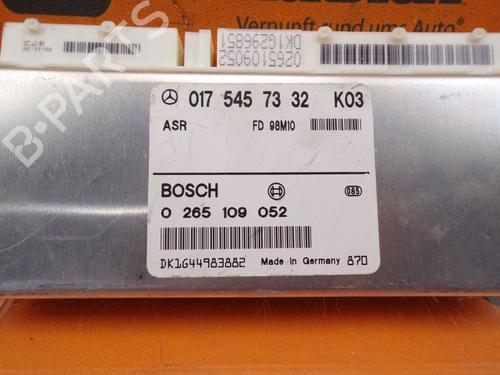 Vernunft rund ums Auto
0265109052
DK1G296851
017 545 73 32 K03
ASR FD 98M10
BOSCH
0 265 109 052
DK1G44983882 Made in Germany 870